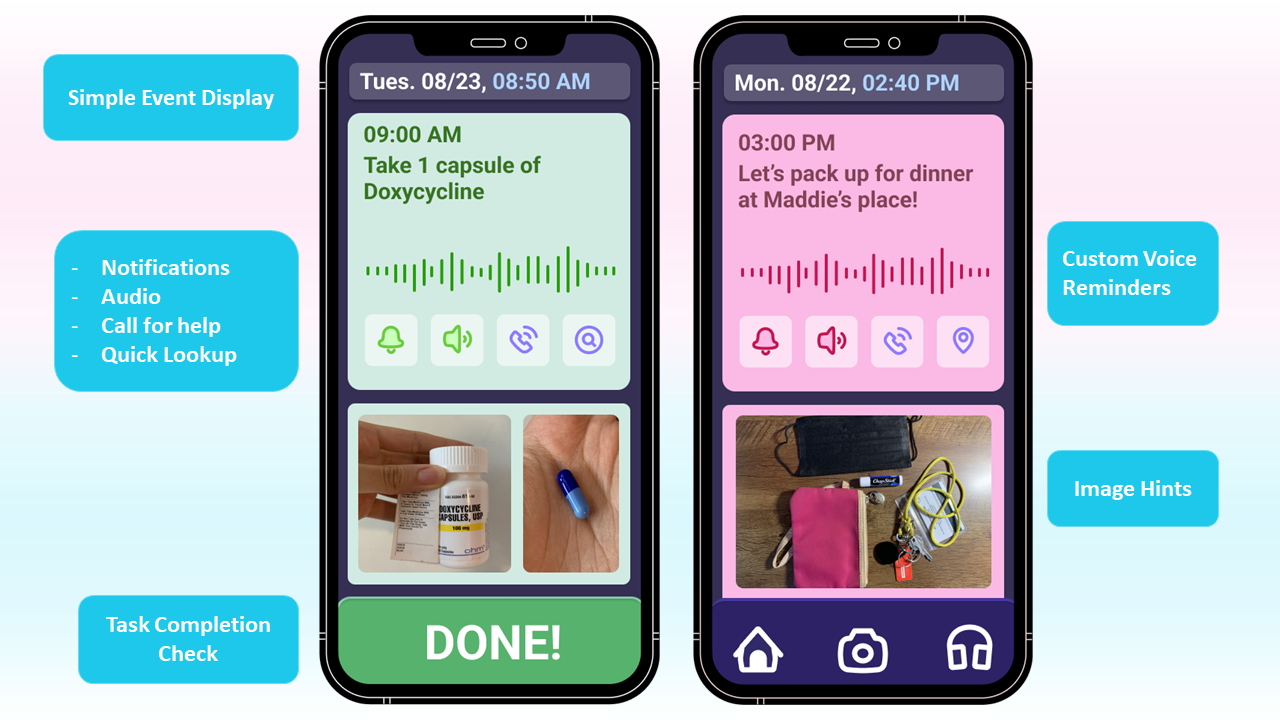 Simple Event Display
- Notifications
- Audio
- Call for help
- Quick Lookup
Task Completion
Check
Tues. 08/23, 08:50 AM
09:00 AM
Take 1 capsule of
Doxycycline
DOXYCYCLINE
CAPSULES, USP
100 mg
ohm
DONE!
Mon. 08/22, 02:40 PM
03:00 PM
Let’s pack up for dinner
at Maddie’s place!
ChapStick
Custom Voice
Reminders
Image Hints